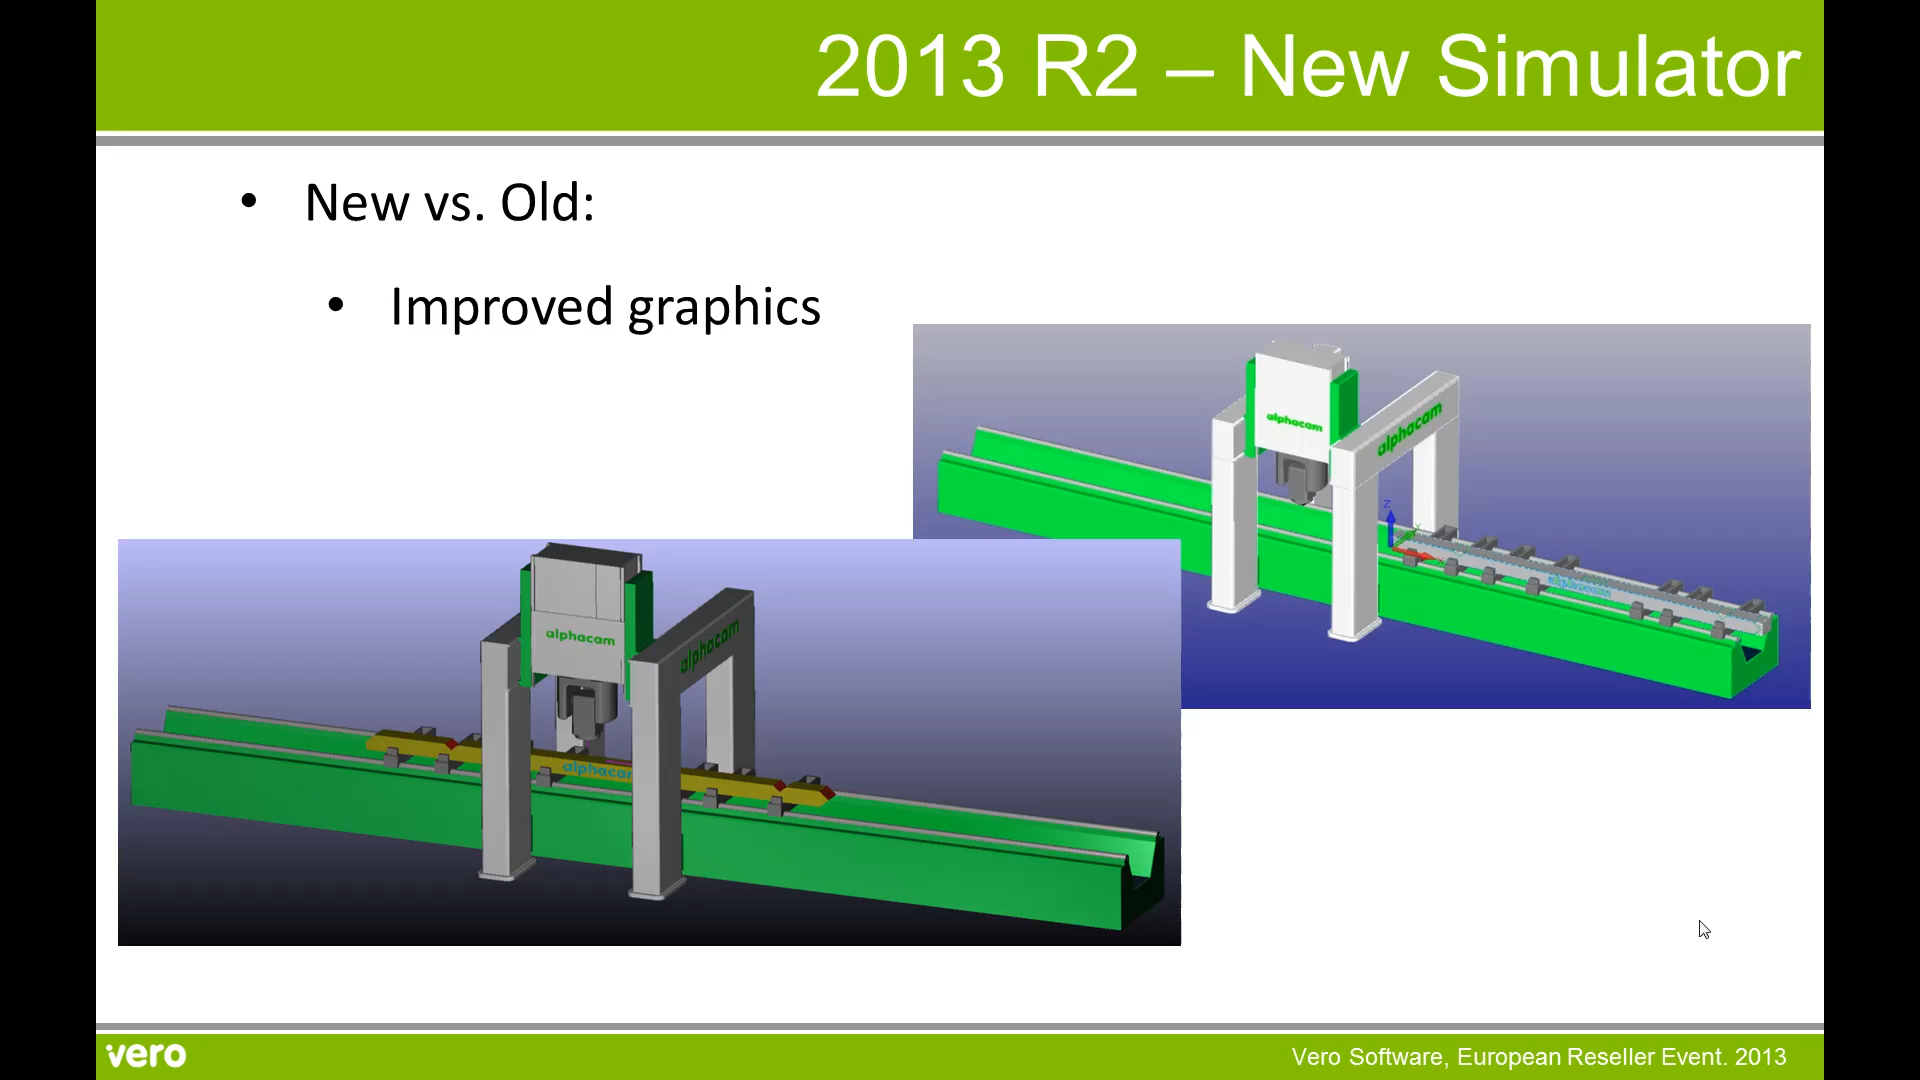 2013 R2 – New Simulator
• New vs. Old:
• Improved graphics
alphacam
alphacam
Z
alphacam
alphacam
vero
Vero Software, European Reseller Event. 2013